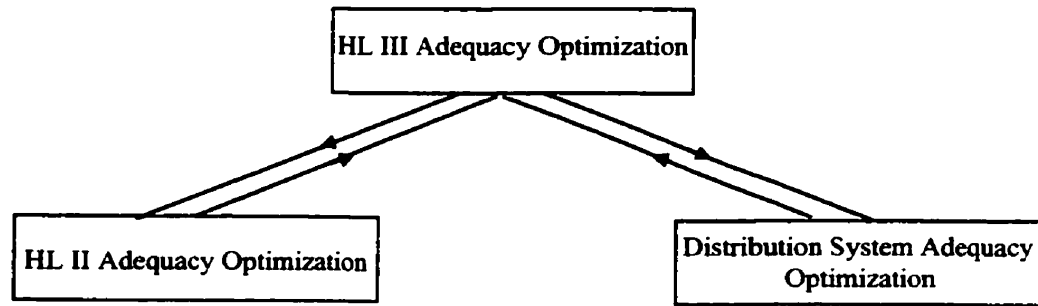 HL III Adequacy Optimization
HL II Adequacy Optimization
Distribution System Adequacy
Optimization